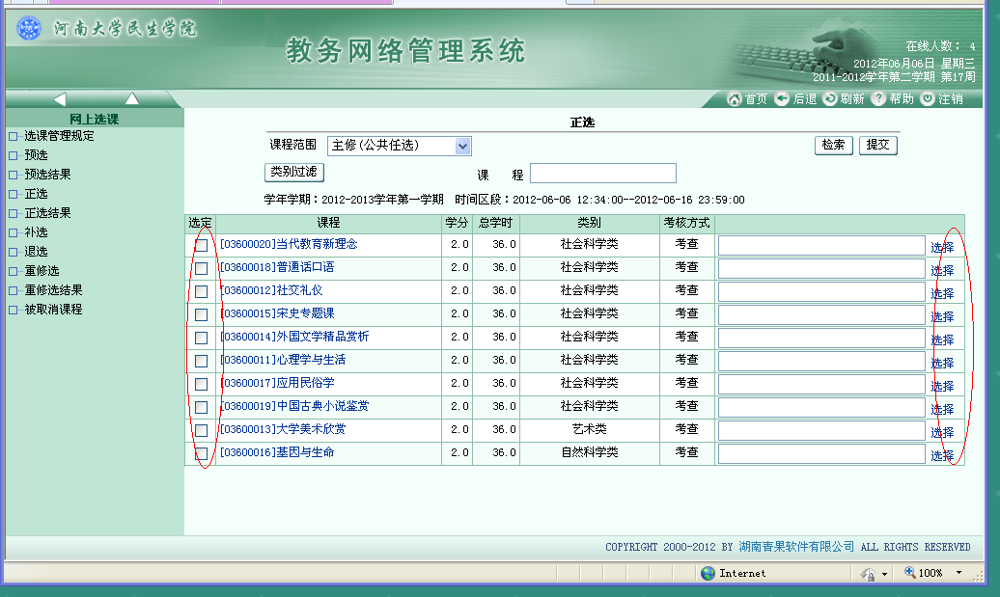 河南大学民生学院
教务网络管理系统
在线人数： 4
2012年06月06日 星期三
2011-2012学年第二学期 第17周
首页 后退 刷新 帮助 注销
网上选课
选课管理规定
预选
预选结果
正选
正选结果
补选
退选
重修选
重修选结果
被取消课程
正选
课程范围 主修(公共任选) 检索 提交
类别过滤 课 程
学年学期：2012-2013学年第一学期 时间区段：2012-06-06 12:34:00--2012-06-16 23:59:00
选定 课程 学分 总学时 类别 考核方式
[03600020]当代教育新理念 2.0 36.0 社会科学类 考查 选择
[03600018]普通话口语 2.0 36.0 社会科学类 考查 选择
[03600012]社交礼仪 2.0 36.0 社会科学类 考查 选择
[03600015]宋史专题课 2.0 36.0 社会科学类 考查 选择
[03600014]外国文学精品赏析 2.0 36.0 社会科学类 考查 选择
[03600011]心理学与生活 2.0 36.0 社会科学类 考查 选择
[03600017]应用民俗学 2.0 36.0 社会科学类 考查 选择
[03600019]中国古典小说鉴赏 2.0 36.0 社会科学类 考查 选择
[03600013]大学美术欣赏 2.0 36.0 艺术类 考查 选择
[03600016]基因与生命 2.0 36.0 自然科学类 考查 选择
COPYRIGHT 2000-2012 BY 湖南青果软件有限公司 ALL RIGHTS RESERVED
Internet 100%